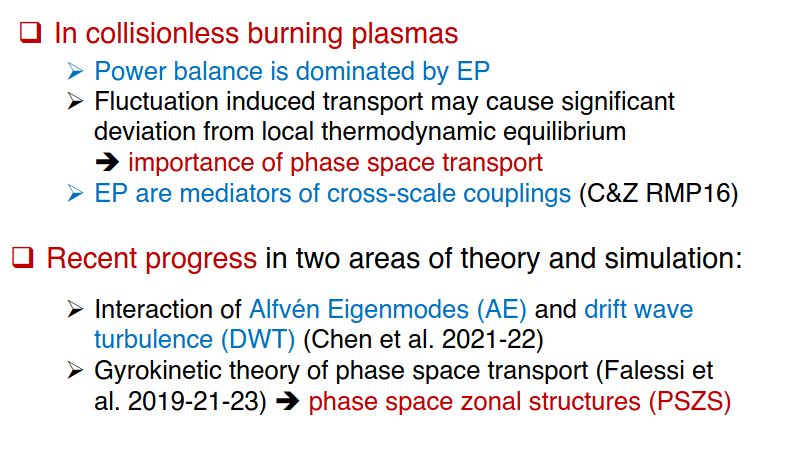 ❑ In collisionless burning plasmas
➢ Power balance is dominated by EP
➢ Fluctuation induced transport may cause significant
deviation from local thermodynamic equilibrium
➔ importance of phase space transport
➢ EP are mediators of cross-scale couplings (C&Z RMP16)
❑ Recent progress in two areas of theory and simulation:
➢ Interaction of Alfvén Eigenmodes (AE) and drift wave
turbulence (DWT) (Chen et al. 2021-22)
➢ Gyrokinetic theory of phase space transport (Falessi et
al. 2019-21-23) ➔ phase space zonal structures (PSZS)